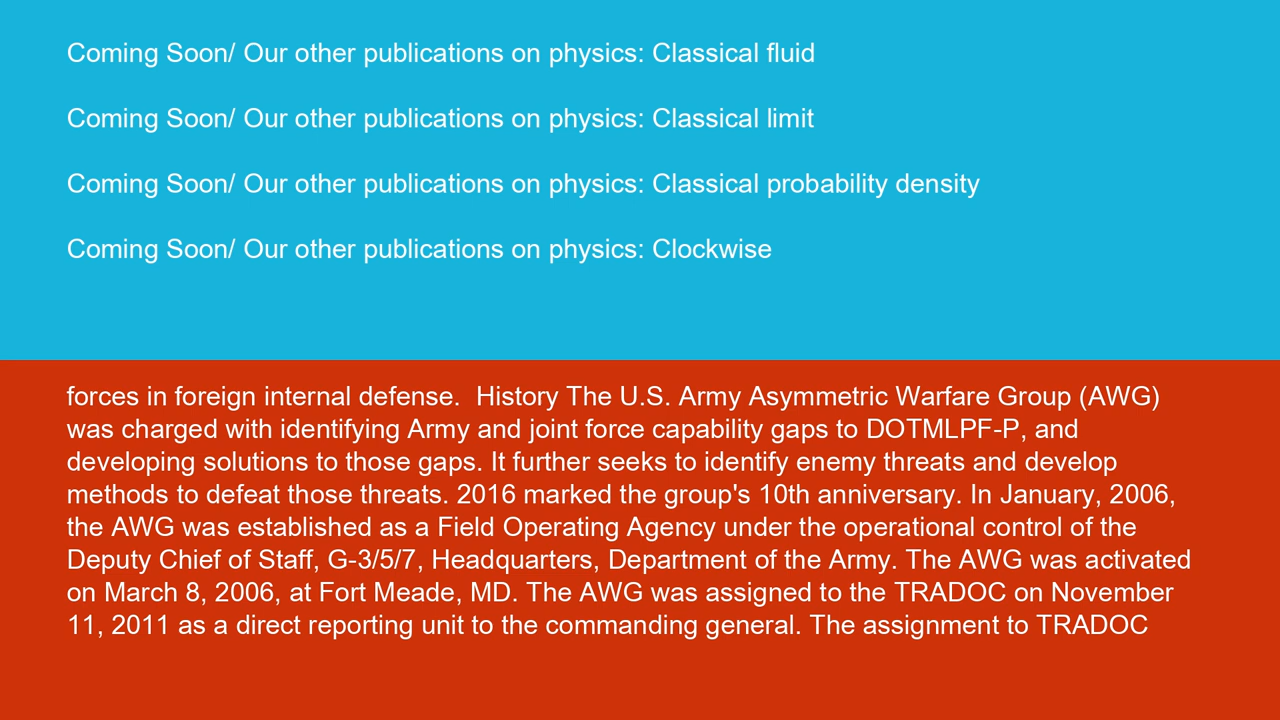 Coming Soon/ Our other publications on physics: Classical fluid
Coming Soon/ Our other publications on physics: Classical limit
Coming Soon/ Our other publications on physics: Classical probability density
Coming Soon/ Our other publications on physics: Clockwise
forces in foreign internal defense.  History The U.S. Army Asymmetric Warfare Group (AWG)
was charged with identifying Army and joint force capability gaps to DOTMLPF-P, and
developing solutions to those gaps. It further seeks to identify enemy threats and develop
methods to defeat those threats. 2016 marked the group's 10th anniversary. In January, 2006,
the AWG was established as a Field Operating Agency under the operational control of the
Deputy Chief of Staff, G-3/5/7, Headquarters, Department of the Army. The AWG was activated
on March 8, 2006, at Fort Meade, MD. The AWG was assigned to the TRADOC on November
11, 2011 as a direct reporting unit to the commanding general. The assignment to TRADOC